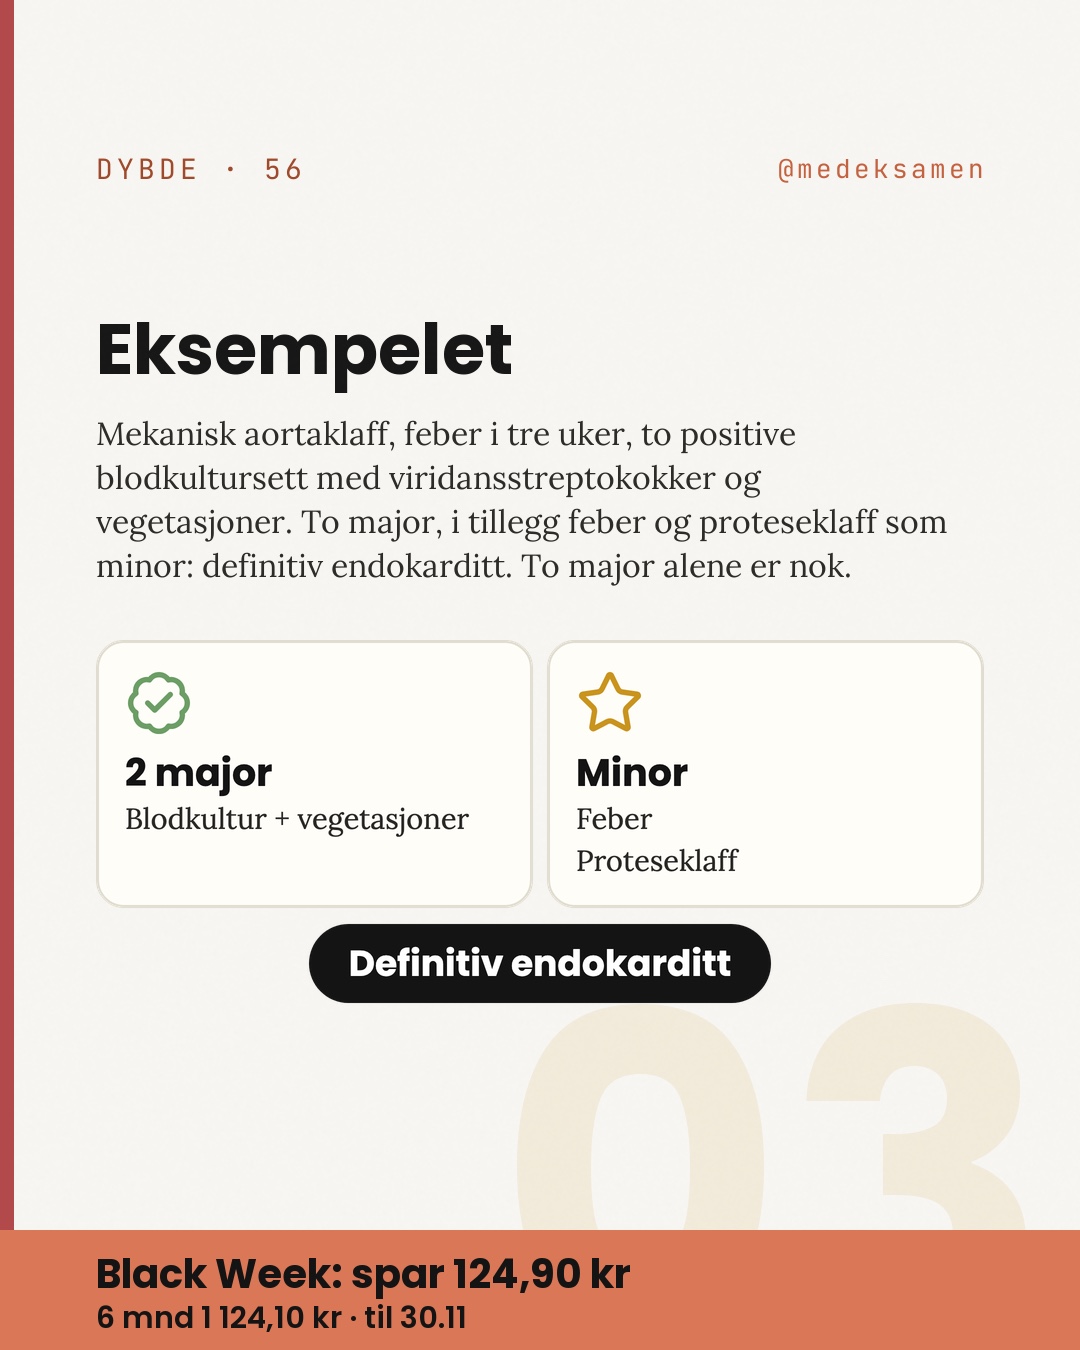 DYBDE · 56
@medeksamen
Eksempelet
Mekanisk aortaklaff, feber i tre uker, to positive
blodkultursett med viridansstreptokokker og
vegetasjoner. To major, i tillegg feber og proteseklaff som
minor: definitiv endokarditt. To major alene er nok.
2 major
Blodkultur + vegetasjoner
Minor
Feber
Proteseklaff
Definitiv endokarditt
03
Black Week: spar 124,90 kr
6 mnd 1 124,10 kr · til 30.11